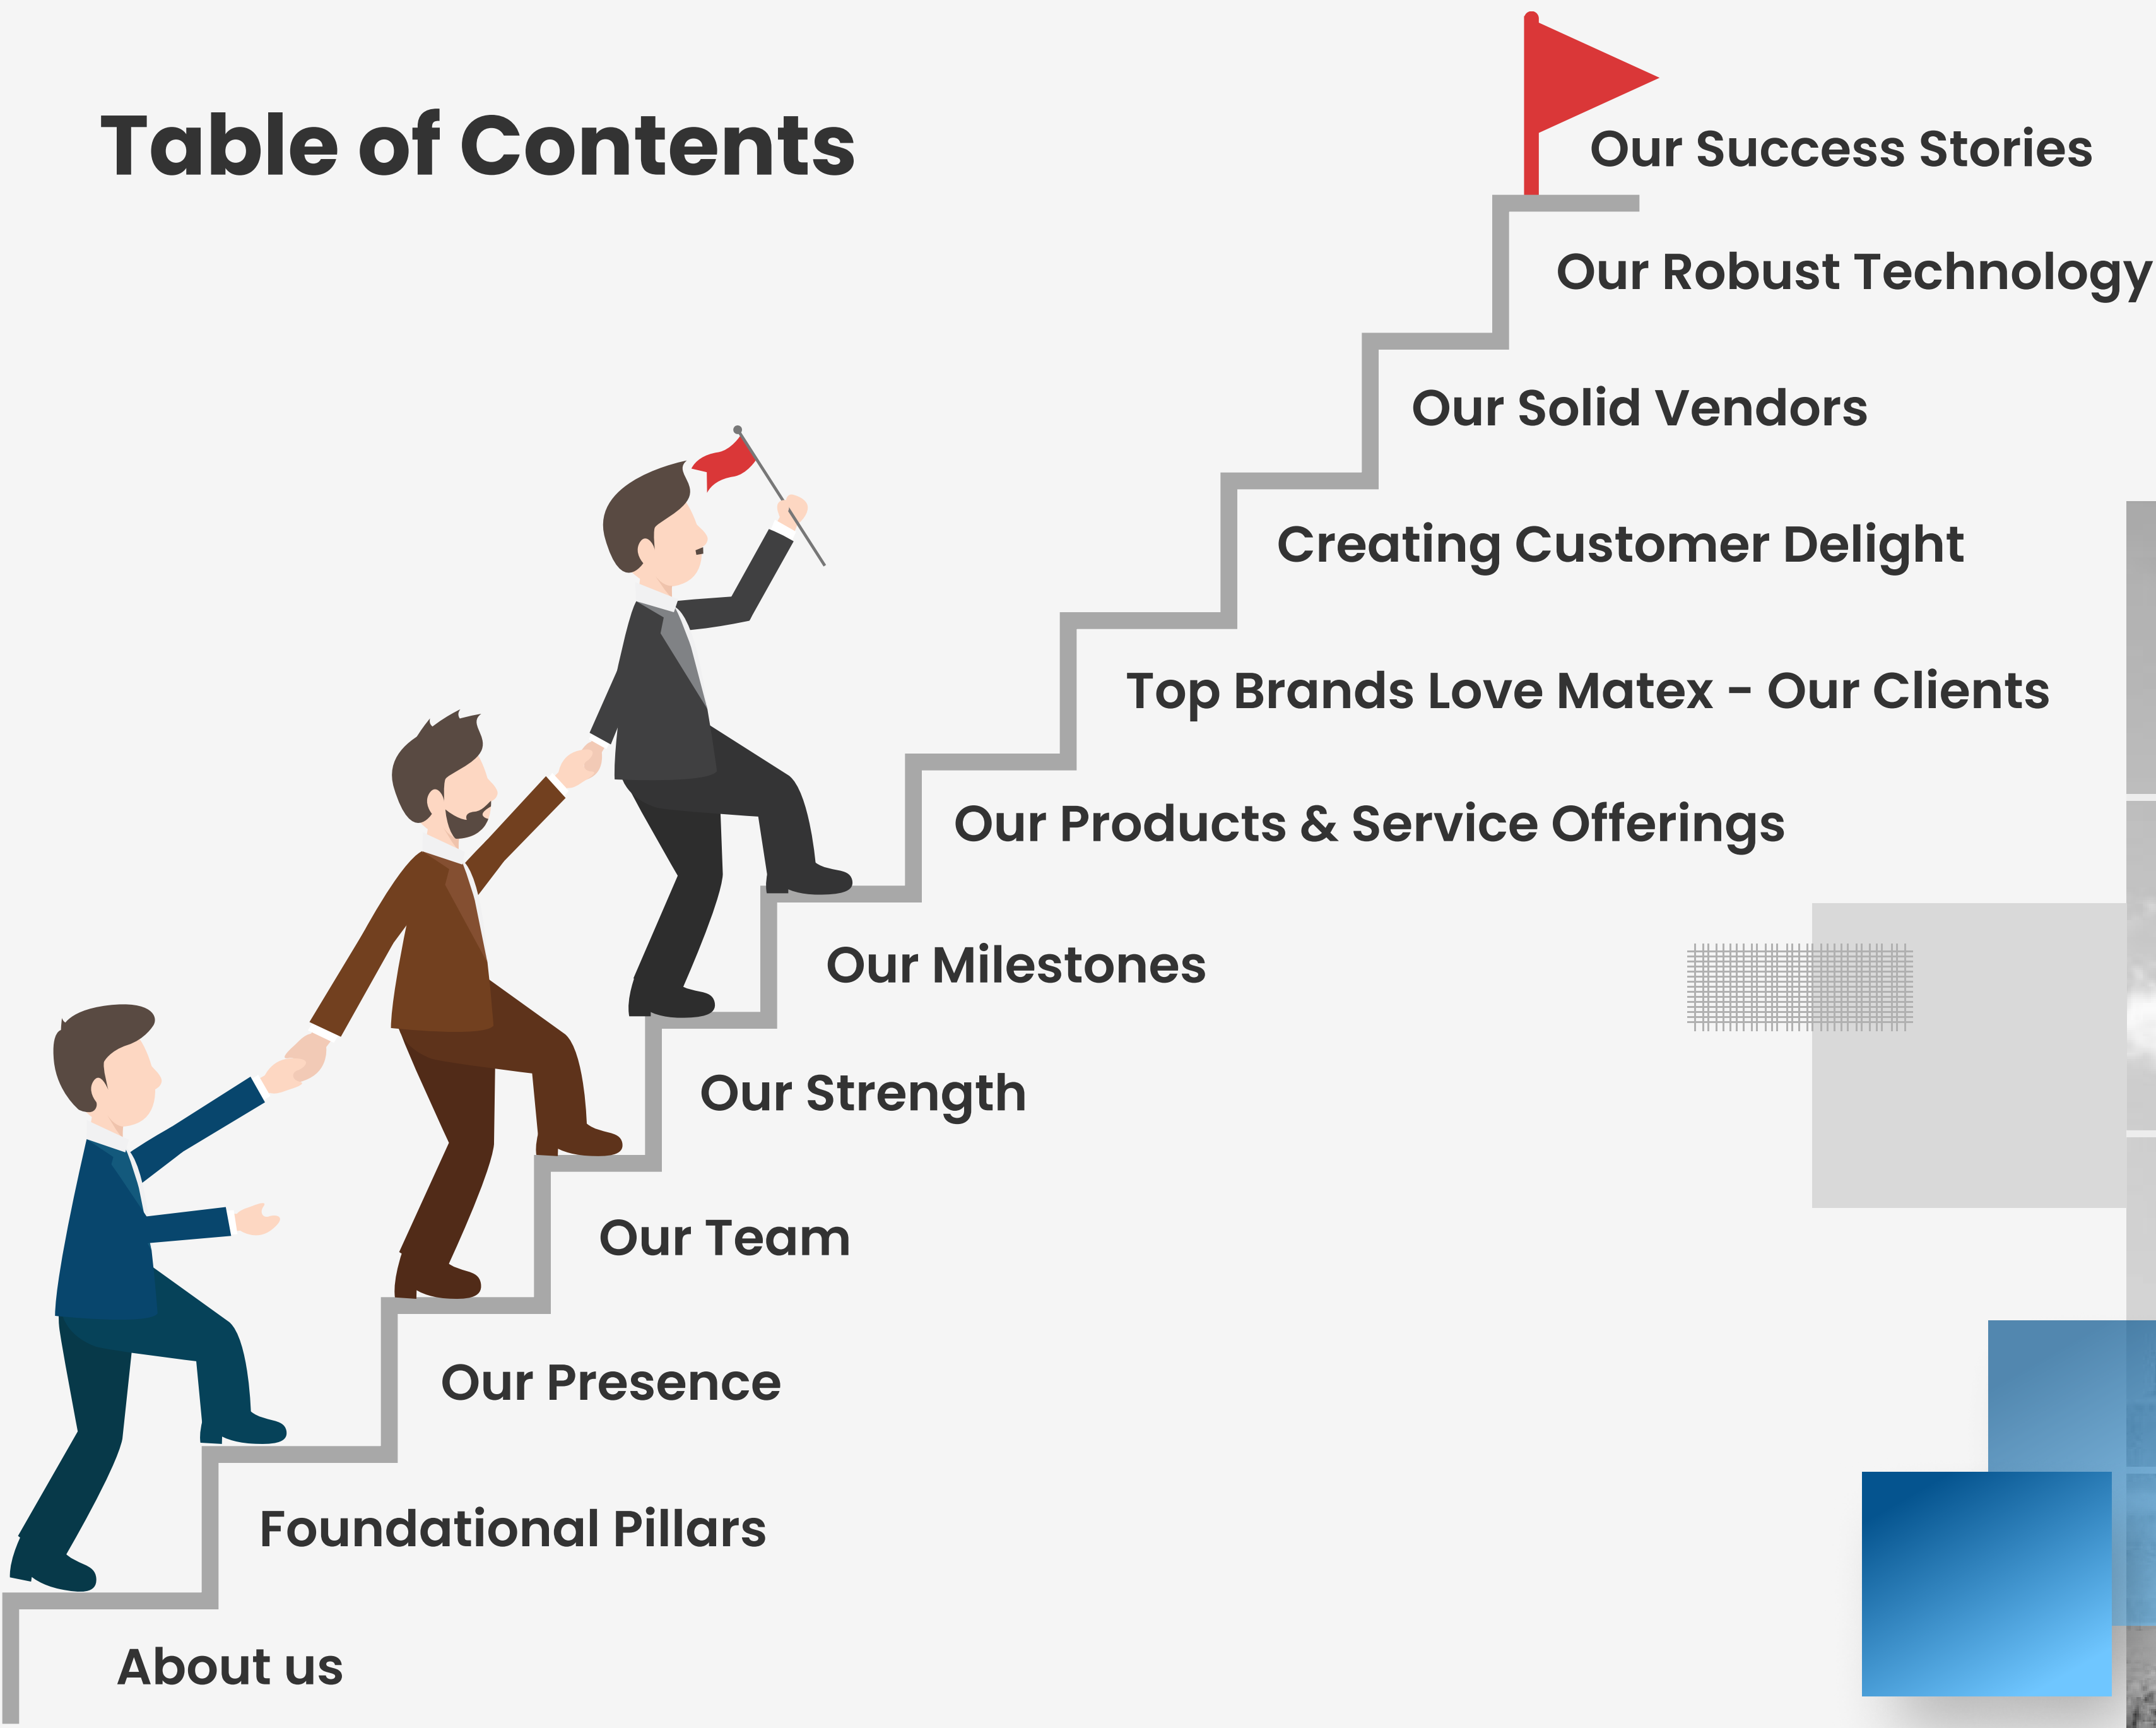 Table of Contents
Our Success Stories
Our Robust Technology
Our Solid Vendors
Creating Customer Delight
Top Brands Love Matex - Our Clients
Our Products & Service Offerings
Our Milestones
Our Strength
Our Team
Our Presence
Foundational Pillars
About us